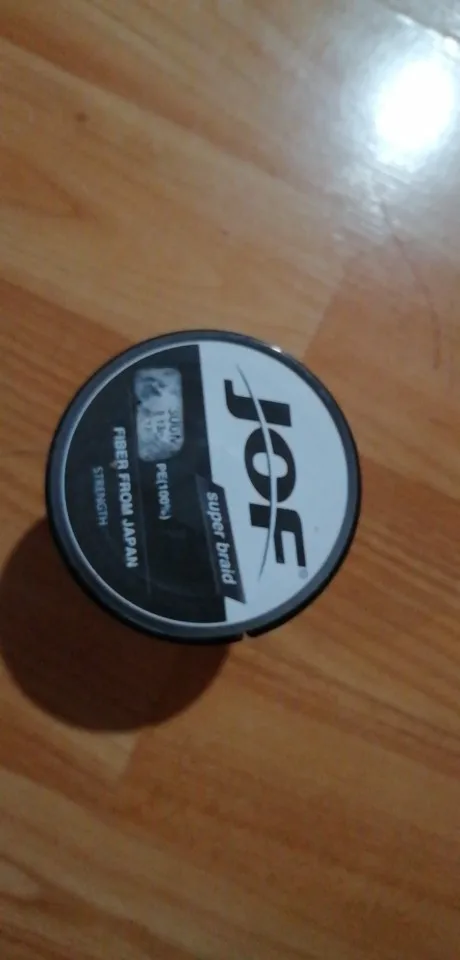 JOF
super braid
PE(100%)
FIBER FROM JAPAN
STRENGTH